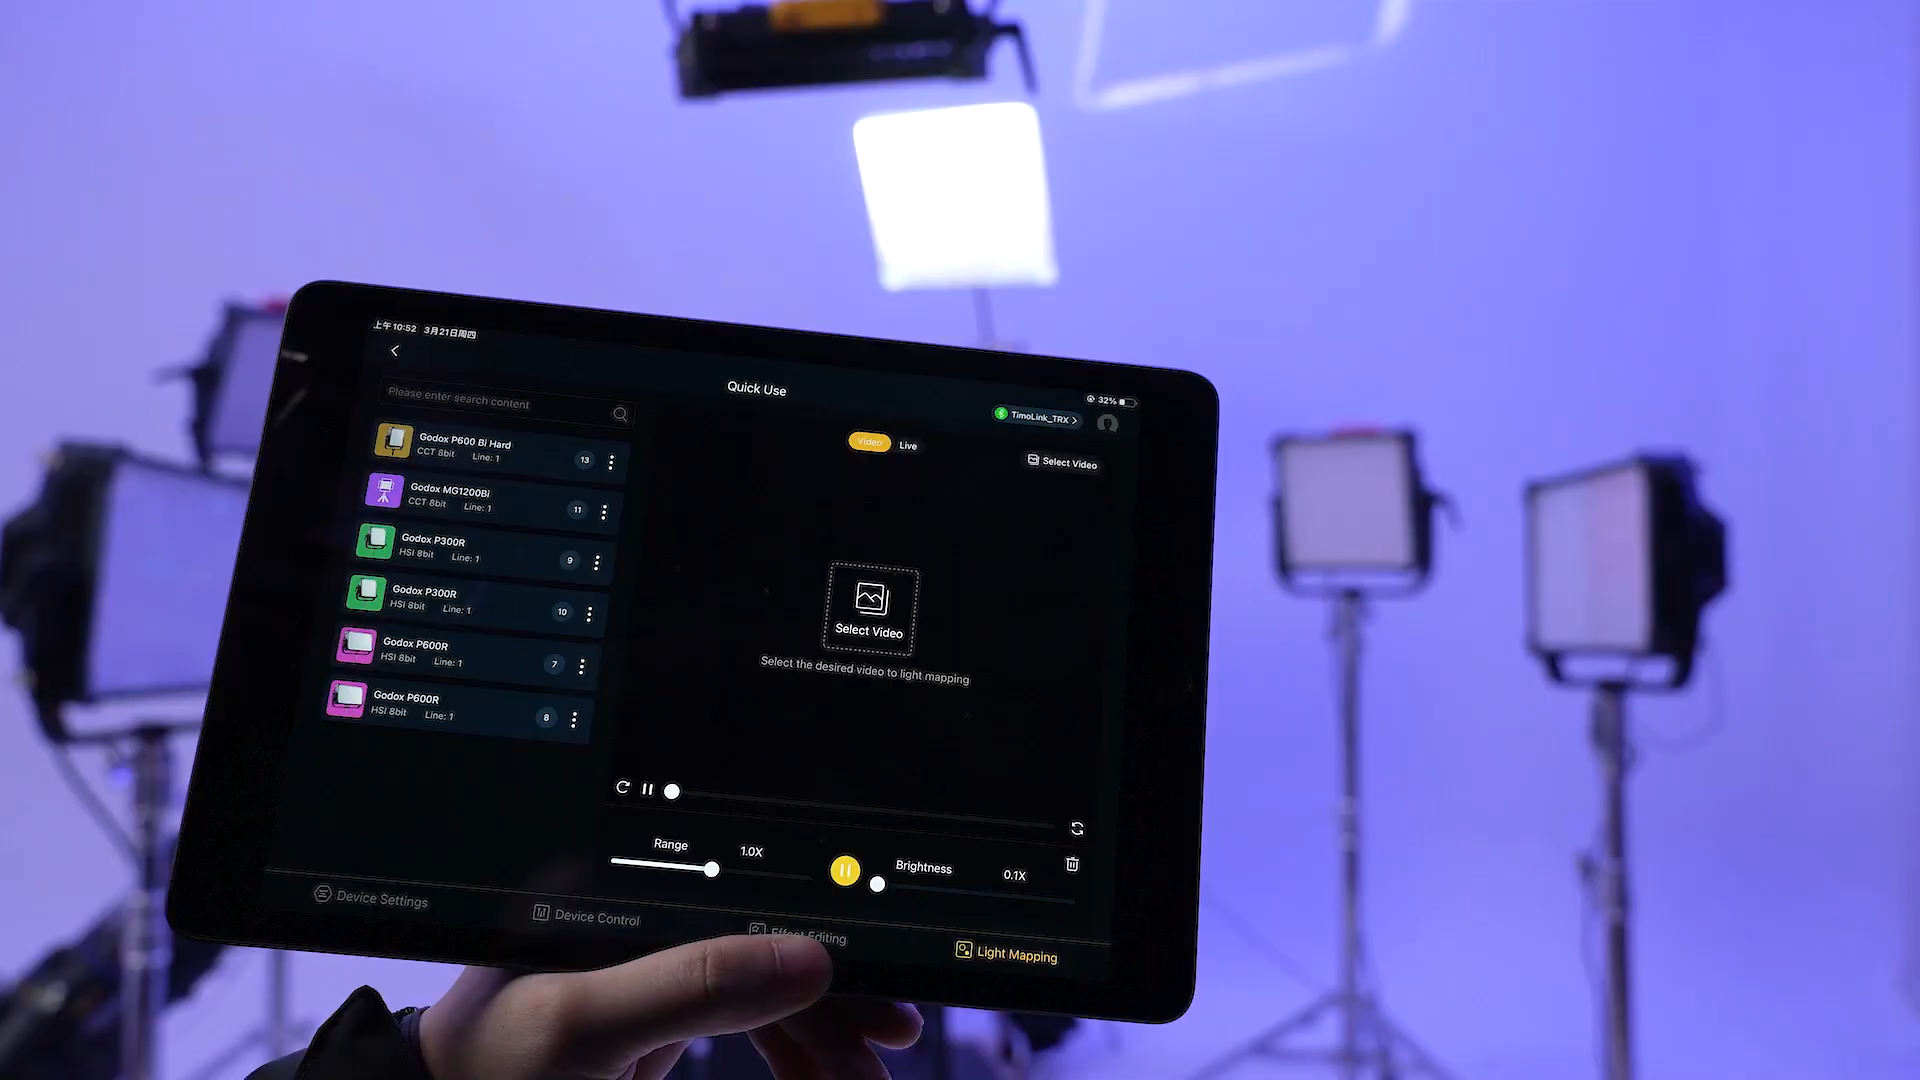 上午10:52 3月21日周四
32%
Quick Use
TimoLink_TRX >
Please enter search content
Video Live
Select Video
Godox P600 Bi Hard
CCT 8bit Line: 1
13
Godox MG1200Bi
CCT 8bit Line: 1
11
Godox P300R
HSI 8bit Line: 1
9
Godox P300R
HSI 8bit Line: 1
10
Godox P600R
HSI 8bit Line: 1
7
Godox P600R
HSI 8bit Line: 1
8
Select Video
Select the desired video to light mapping
Range 1.0X
Brightness 0.1X
Device Settings
Device Control
Effect Editing
Light Mapping